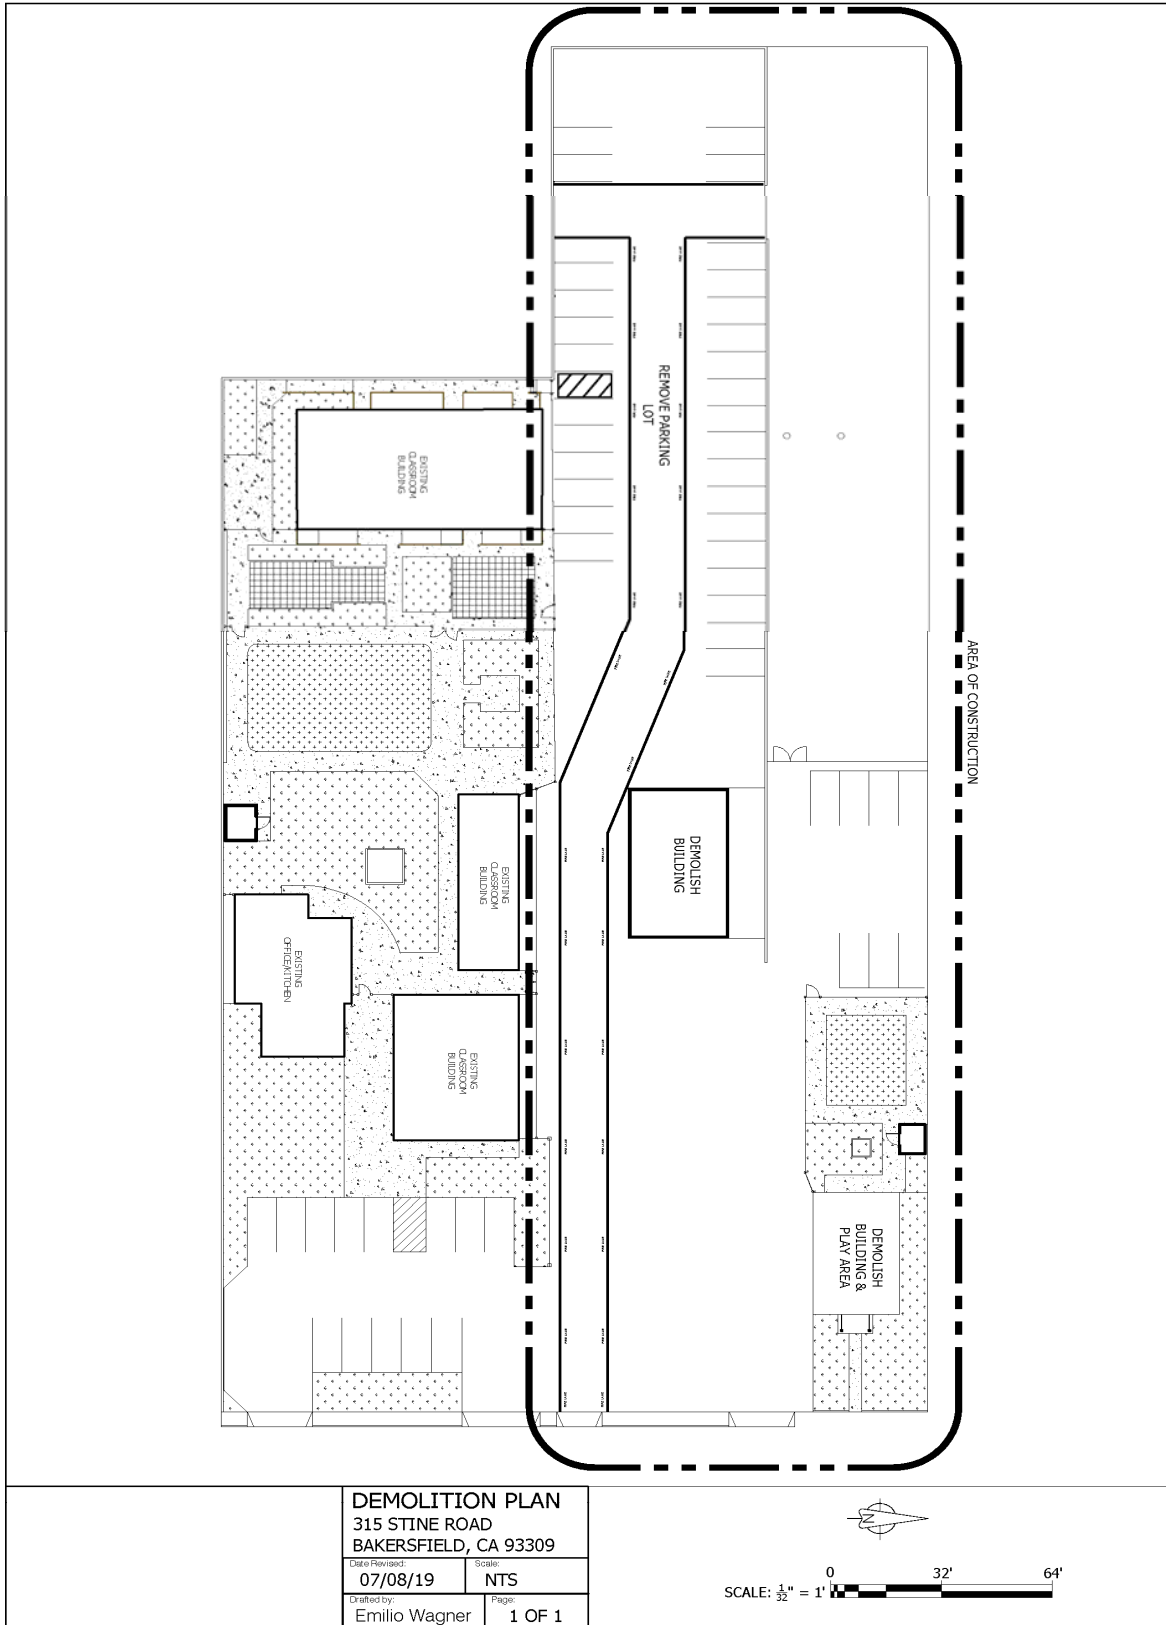 REMOVE PARKING
LOT
EXISTING
CLASSROOM
BUILDING
AREA OF CONSTRUCTION
DEMOLISH
BUILDING
EXISTING
CLASSROOM
BUILDING
EXISTING
OFFICE/KITCHEN
EXISTING
CLASSROOM
BUILDING
DEMOLISH
BUILDING &
PLAY AREA
DEMOLITION PLAN
315 STINE ROAD
BAKERSFIELD, CA 93309
Date Revised:
07/08/19
Scale:
NTS
Drafted by:
Emilio Wagner
Page:
1 OF 1
N
0 32' 64'
SCALE: 1/32" = 1'